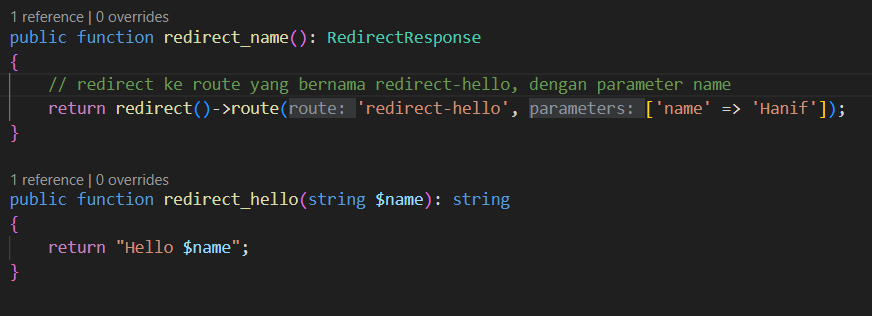 1 reference | 0 overrides
public function redirect_name(): RedirectResponse
{
// redirect ke route yang bernama redirect-hello, dengan parameter name
return redirect()->route(route: 'redirect-hello', parameters: ['name' => 'Hanif']);
}
1 reference | 0 overrides
public function redirect_hello(string $name): string
{
return "Hello $name";
}